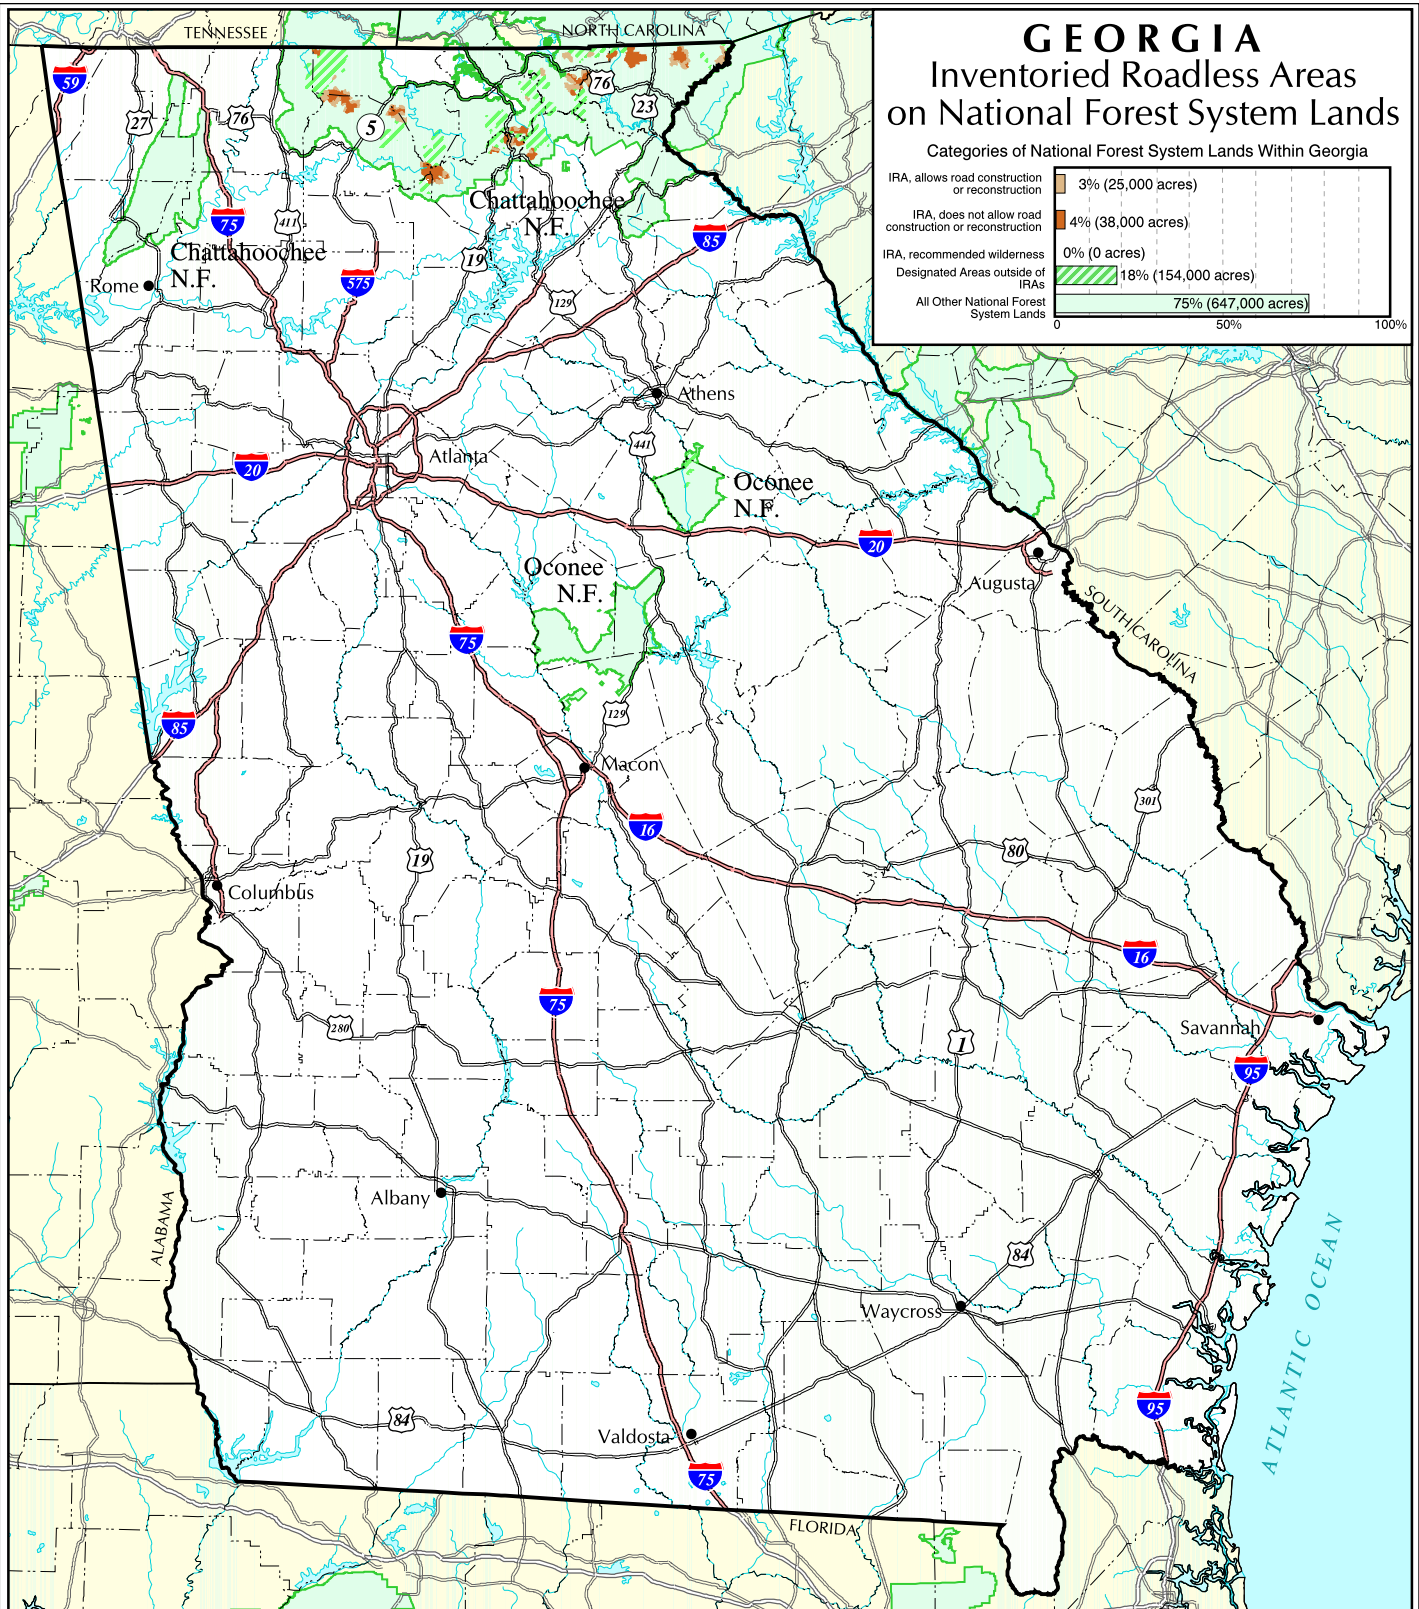 TENNESSEE
NORTH CAROLINA
GEORGIA
Inventoried Roadless Areas
on National Forest System Lands
Categories of National Forest System Lands Within Georgia
IRA, allows road construction
or reconstruction
3% (25,000 acres)
IRA, does not allow road
construction or reconstruction
4% (38,000 acres)
IRA, recommended wilderness
0% (0 acres)
Designated Areas outside of
IRAs
18% (154,000 acres)
All Other National Forest
System Lands
75% (647,000 acres)
0
50%
100%
59
27
76
5
76
23
75
411
Chattahoochee
N.F.
Chattahoochee
N.F.
19
85
575
Rome
129
Athens
441
Atlanta
20
Oconee
N.F.
20
Oconee
N.F.
Augusta
SOUTH CAROLINA
75
85
129
Macon
301
16
80
19
Columbus
16
75
280
1
Savannah
95
Albany
ALABAMA
84
Waycross
ATLANTIC OCEAN
95
84
Valdosta
75
FLORIDA